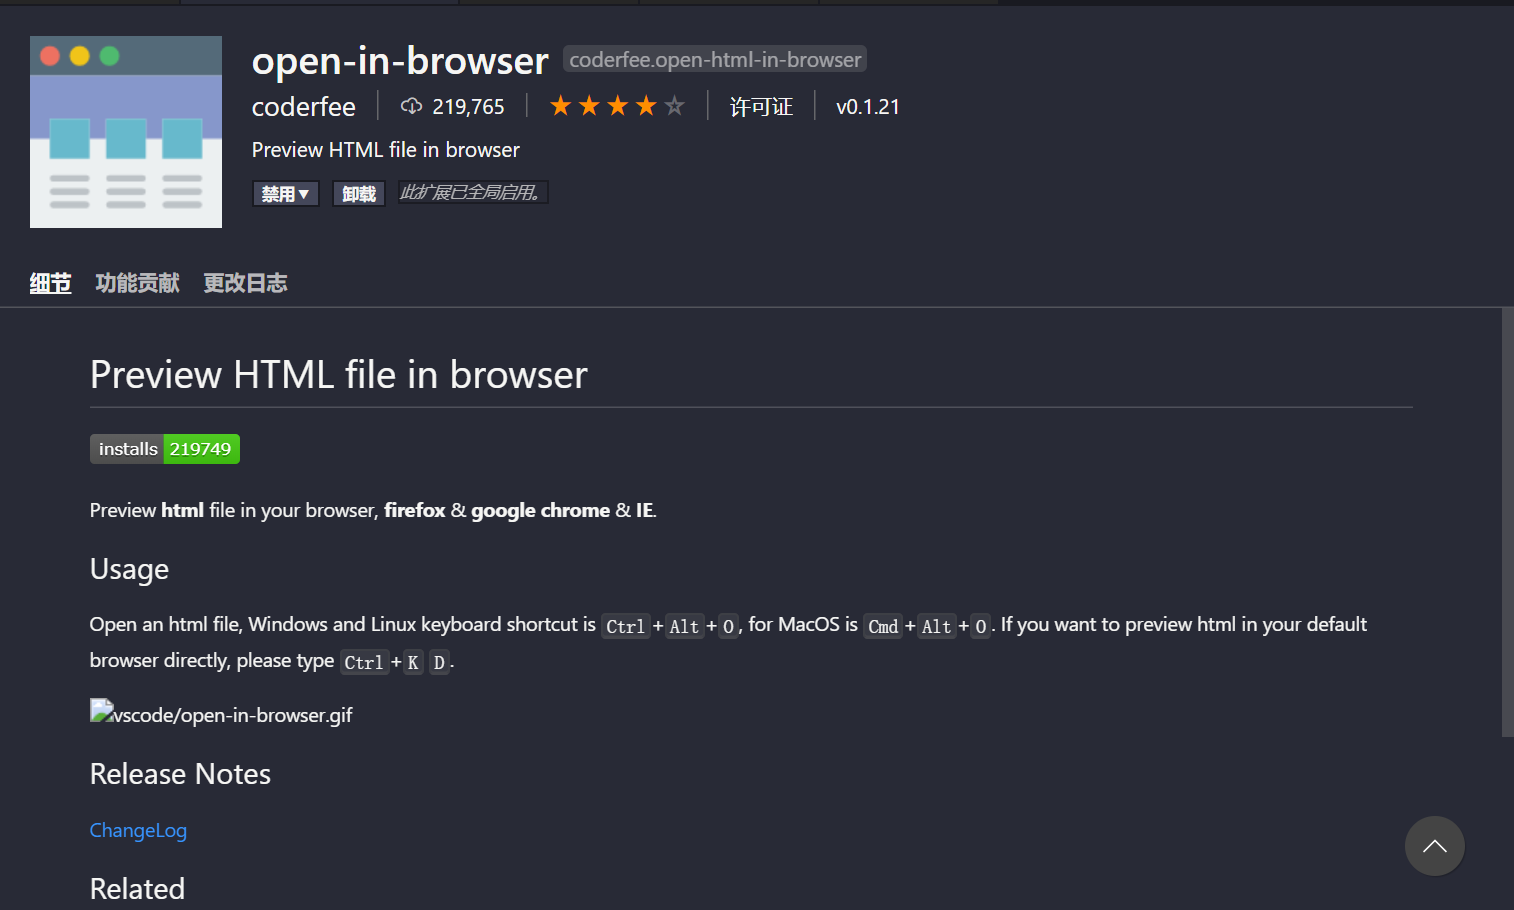 open-in-browser coderfee.open-html-in-browser
coderfee 219,765 ★★★★☆ 许可证 v0.1.21
Preview HTML file in browser
禁用▼ 卸载 此扩展已全局启用。
细节 功能贡献 更改日志
Preview HTML file in browser
installs 219749
Preview html file in your browser, firefox & google chrome & IE.
Usage
Open an html file, Windows and Linux keyboard shortcut is Ctrl+Alt+O, for MacOS is Cmd+Alt+O. If you want to preview html in your default
browser directly, please type Ctrl+K D.
vscode/open-in-browser.gif
Release Notes
ChangeLog
Related